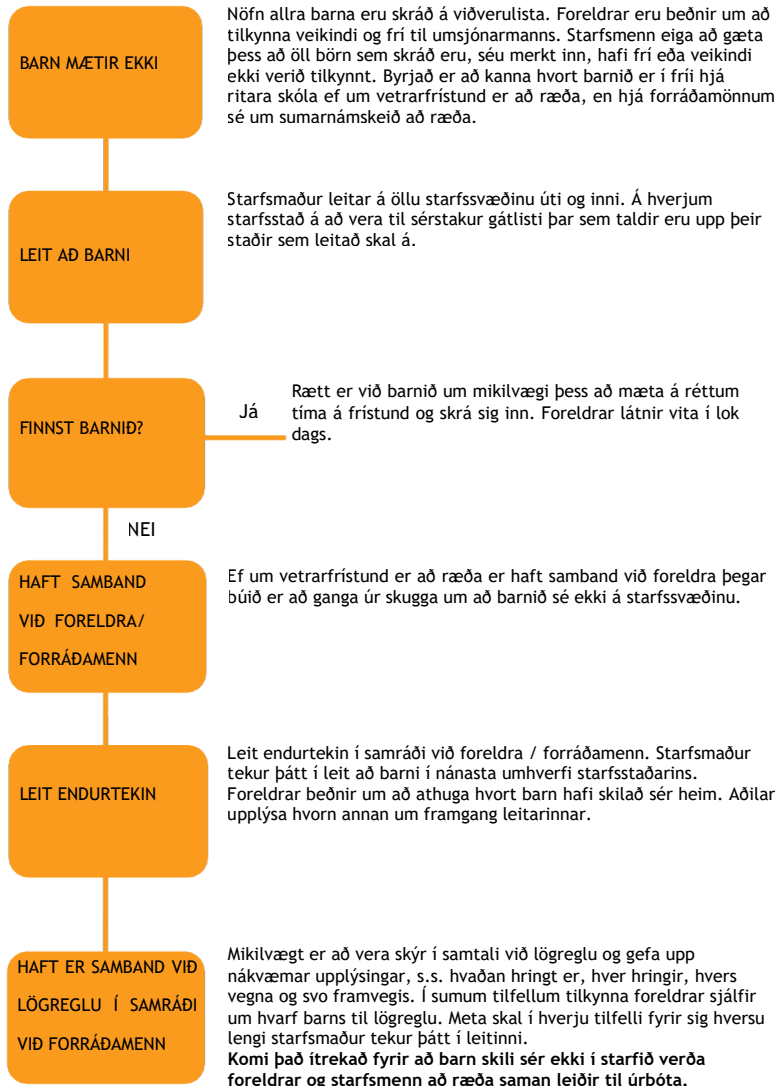 BARN MÆTIR EKKI
Nöfn allra barna eru skráð á viðverulista. Foreldrar eru beðnir um að
tilkynna veikindi og frí til umsjónarmanns. Starfsmenn eiga að gæta
þess að öll börn sem skráð eru, séu merkt inn, hafi frí eða veikindi
ekki verið tilkynnt. Byrjað er að kanna hvort barnið er í fríi hjá
ritara skóla ef um vetrarfrístund er að ræða, en hjá forráðamönnum
sé um sumarnámskeið að ræða.
LEIT AÐ BARNI
Starfsmaður leitar á öllu starfssvæðinu úti og inni. Á hverjum
starfsstað á að vera til sérstakur gátlisti þar sem taldir eru upp þeir
staðir sem leitað skal á.
FINNST BARNIÐ?
Já
Rætt er við barnið um mikilvægi þess að mæta á réttum
tíma á frístund og skrá sig inn. Foreldrar látnir vita í lok
dags.
NEI
HAFT SAMBAND
VIÐ FORELDRA/
FORRÁÐAMENN
Ef um vetrarfrístund er að ræða er haft samband við foreldra þegar
búið er að ganga úr skugga um að barnið sé ekki á starfssvæðinu.
LEIT ENDURTEKIN
Leit endurtekin í samráði við foreldra / forráðamenn. Starfsmaður
tekur þátt í leit að barni í nánasta umhverfi starfsstaðarins.
Foreldrar beðnir um að athuga hvort barn hafi skilað sér heim. Aðilar
upplýsa hvorn annan um framgang leitarinnar.
HAFT ER SAMBAND VIÐ
LÖGREGLU Í SAMRÁÐI
VIÐ FORRÁÐAMENN
Mikilvægt er að vera skýr í samtali við lögreglu og gefa upp
nákvæmar upplýsingar, s.s. hvaðan hringt er, hver hringir, hvers
vegna og svo framvegis. Í sumum tilfellum tilkynna foreldrar sjálfir
um hvarf barns til lögreglu. Meta skal í hverju tilfelli fyrir sig hversu
lengi starfsmaður tekur þátt í leitinni.
Komi það ítrekað fyrir að barn skili sér ekki í starfið verða
foreldrar og starfsmenn að ræða saman leiðir til úrbóta.